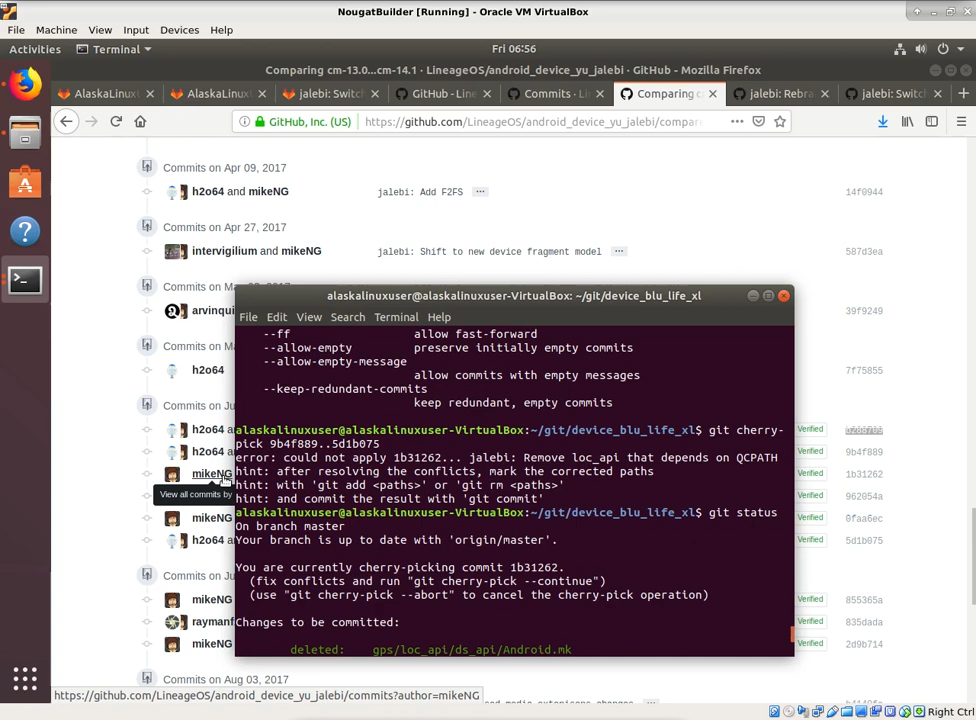 NougatBuilder [Running] - Oracle VM VirtualBox
File Machine View Input Devices Help
Activities Terminal Fri 06:56
Comparing cm-13.0...cm-14.1 · LineageOS/android_device_yu_jalebi · GitHub - Mozilla Firefox
AlaskaLinux AlaskaLinux jalebi: Switch GitHub - Line Commits · Lin Comparing c jalebi: Rebra jalebi: Switc
GitHub, Inc. (US) https://github.com/LineageOS/android_device_yu_jalebi/compar
Commits on Apr 09, 2017
h2o64 and mikeNG jalebi: Add F2FS 14f0944
Commits on Apr 27, 2017
intervigilium and mikeNG jalebi: Shift to new device fragment model 587d3ea
Commits on Ma
arvinqui 39f9249
Commits on Ma
h2o64 7f75855
Commits on Ju
h2o64 a Verified
h2o64 a Verified 9b4f889
mikeNG Verified 1b31262
View all commits by
Verified 962054a
mikeNG Verified 0faa6ec
h2o64 a Verified 5d1b075
Commits on Ju
mikeNG Verified 855365a
raymanf Verified 835dada
mikeNG Verified 2d9b714
Commits on Aug 03, 2017
https://github.com/LineageOS/android_device_yu_jalebi/commits?author=mikeNG
alaskalinuxuser@alaskalinuxuser-VirtualBox: ~/git/device_blu_life_xl
File Edit View Search Terminal Help
--ff allow fast-forward
--allow-empty preserve initially empty commits
--allow-empty-message
allow commits with empty messages
--keep-redundant-commits
keep redundant, empty commits
alaskalinuxuser@alaskalinuxuser-VirtualBox:~/git/device_blu_life_xl$ git cherry-
pick 9b4f889..5d1b075
error: could not apply 1b31262... jalebi: Remove loc_api that depends on QCPATH
hint: after resolving the conflicts, mark the corrected paths
hint: with 'git add <paths>' or 'git rm <paths>'
hint: and commit the result with 'git commit'
alaskalinuxuser@alaskalinuxuser-VirtualBox:~/git/device_blu_life_xl$ git status
On branch master
Your branch is up to date with 'origin/master'.
You are currently cherry-picking commit 1b31262.
(fix conflicts and run "git cherry-pick --continue")
(use "git cherry-pick --abort" to cancel the cherry-pick operation)
Changes to be committed:
deleted: gps/loc_api/ds_api/Android.mk
Right Ctrl